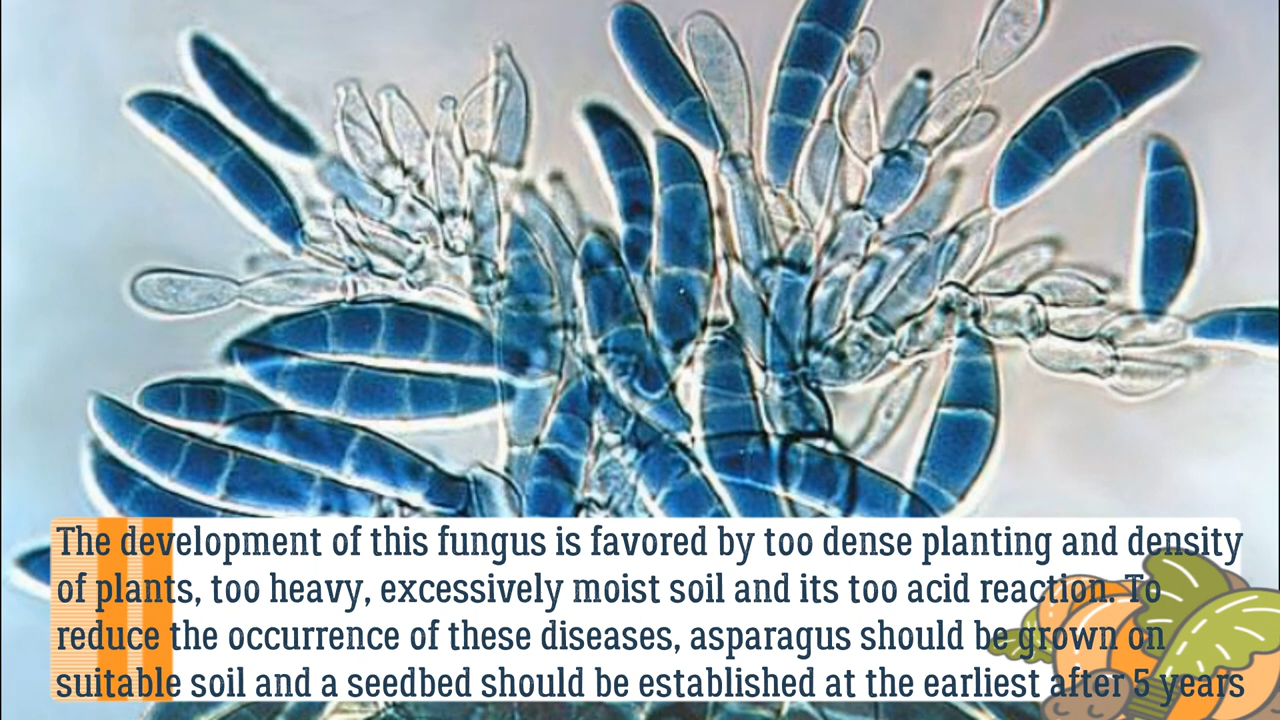 The development of this fungus is favored by too dense planting and density
of plants, too heavy, excessively moist soil and its too acid reaction. To
reduce the occurrence of these diseases, asparagus should be grown on
suitable soil and a seedbed should be established at the earliest after 5 years